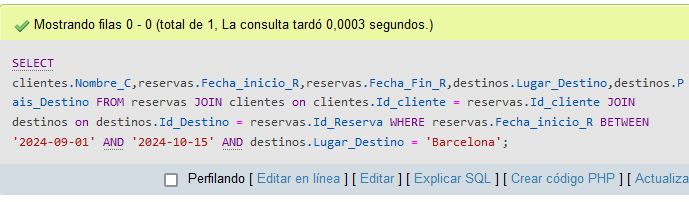 Mostrando filas 0 - 0 (total de 1, La consulta tardó 0,0003 segundos.)
SELECT
clientes.Nombre_C,reservas.Fecha_inicio_R,reservas.Fecha_Fin_R,destinos.Lugar_Destino,destinos.P
ais_Destino FROM reservas JOIN clientes on clientes.Id_cliente = reservas.Id_cliente JOIN
destinos on destinos.Id_Destino = reservas.Id_Reserva WHERE reservas.Fecha_inicio_R BETWEEN
'2024-09-01' AND '2024-10-15' AND destinos.Lugar_Destino = 'Barcelona';
Perfilando [ Editar en línea ] [ Editar ] [ Explicar SQL ] [ Crear código PHP ] [ Actualiza